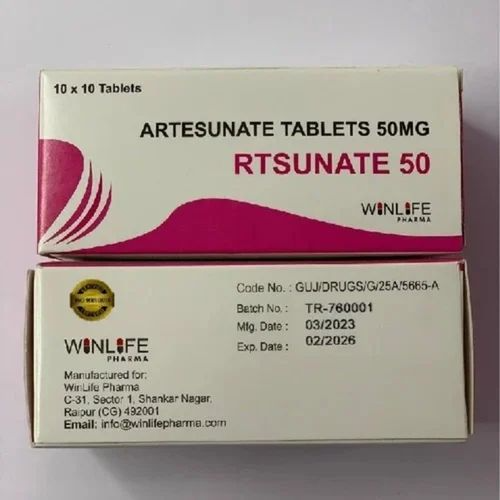 10 x 10 Tablets
ARTESUNATE TABLETS 50MG
RTSUNATE 50
WINLIFE
PHARMA
Code No. : GUJ/DRUGS/G/25A/5665-A
Batch No. : TR-760001
Mfg. Date : 03/2023
Exp. Date : 02/2026
WINLIFE
PHARMA
Manufactured for:
WinLife Pharma
C-31, Sector 1, Shankar Nagar,
Raipur (CG) 492001
Email: info@winlifepharma.com